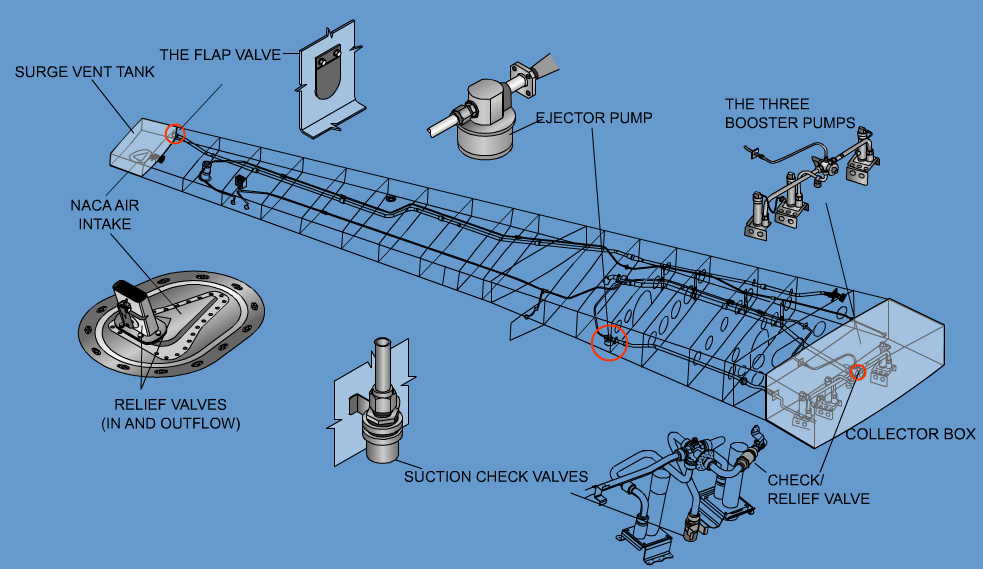 THE FLAP VALVE
SURGE VENT TANK
EJECTOR PUMP
THE THREE
BOOSTER PUMPS
NACA AIR
INTAKE
RELIEF VALVES
(IN AND OUTFLOW)
SUCTION CHECK VALVES
COLLECTOR BOX
CHECK/
RELIEF VALVE